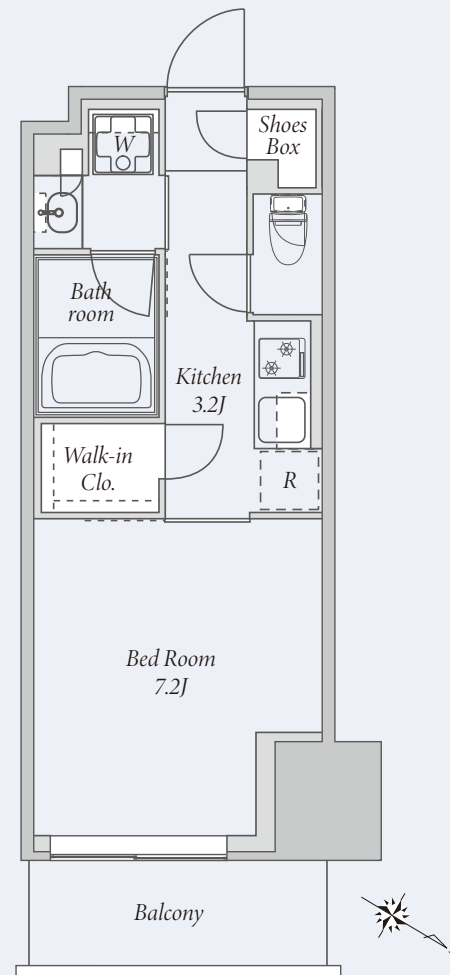 W
Shoes
Box
Bath
room
Kitchen
3.2J
Walk-in
Clo.
R
Bed Room
7.2J
Balcony